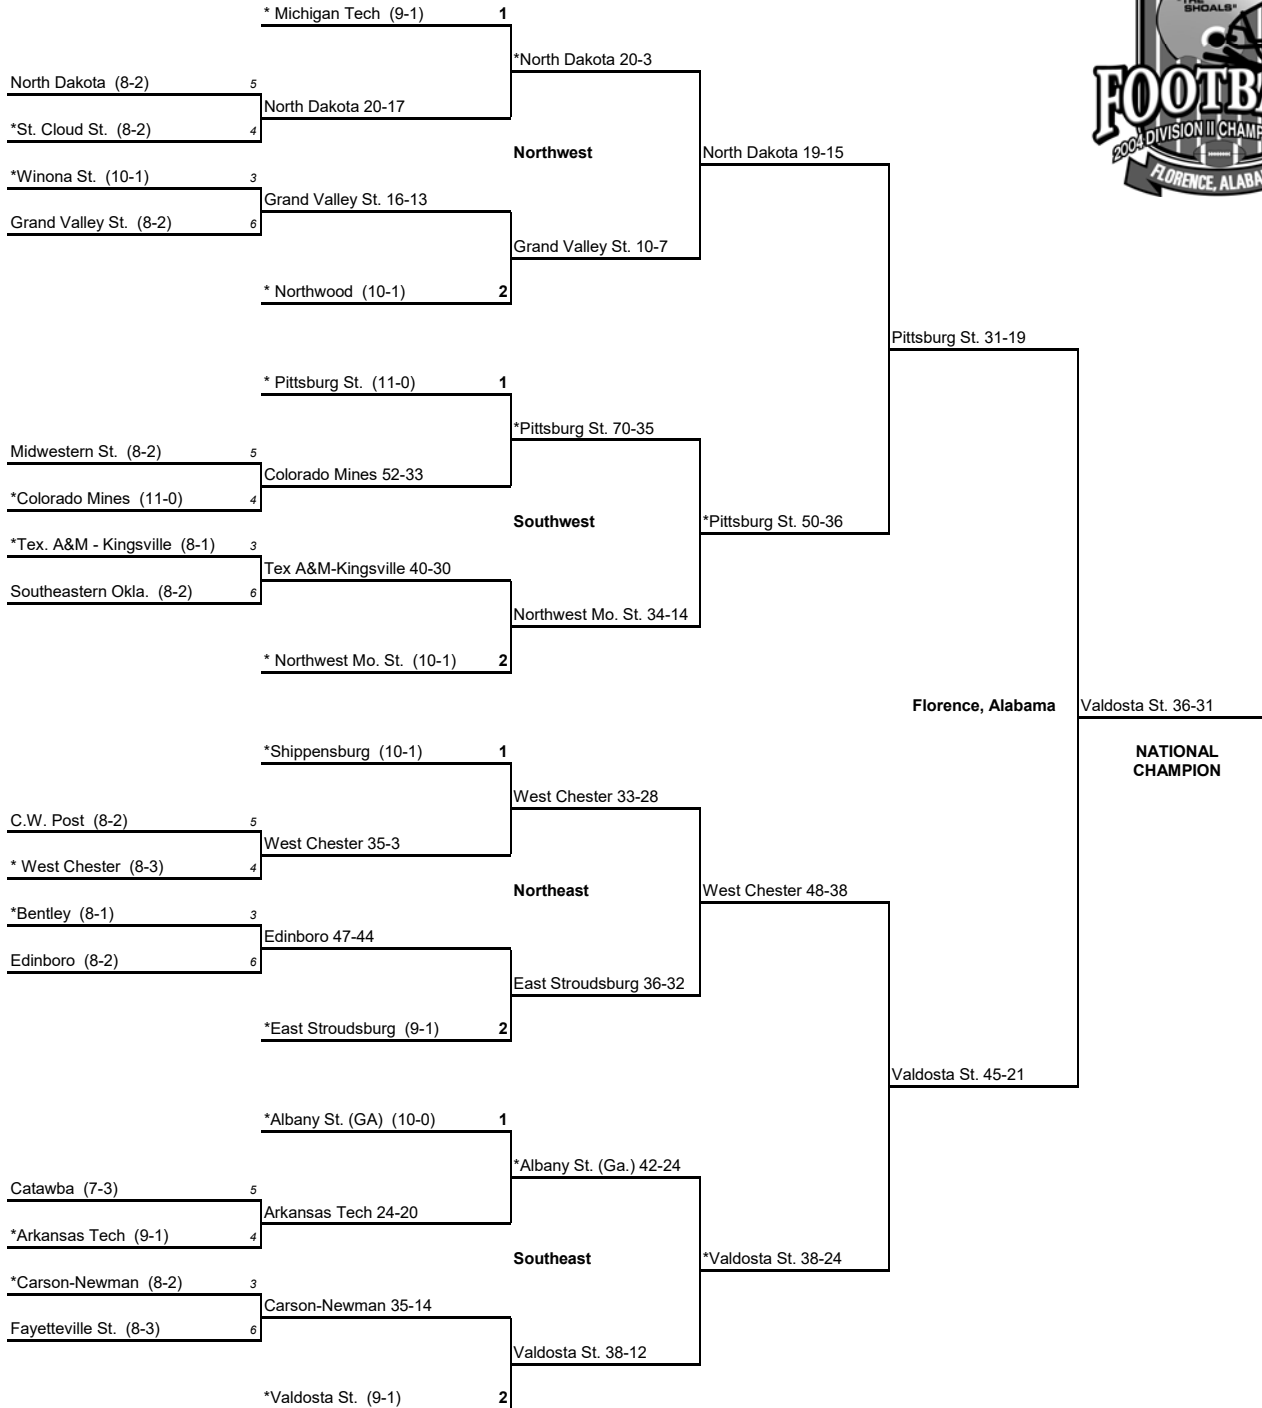 * Michigan Tech (9-1) 1
*North Dakota 20-3
North Dakota (8-2) 5
North Dakota 20-17
*St. Cloud St. (8-2) 4
Northwest
North Dakota 19-15
*Winona St. (10-1) 3
Grand Valley St. 16-13
Grand Valley St. (8-2) 6
Grand Valley St. 10-7
* Northwood (10-1) 2
Pittsburg St. 31-19
* Pittsburg St. (11-0) 1
*Pittsburg St. 70-35
Midwestern St. (8-2) 5
Colorado Mines 52-33
*Colorado Mines (11-0) 4
Southwest
*Pittsburg St. 50-36
*Tex. A&M - Kingsville (8-1) 3
Tex A&M-Kingsville 40-30
Southeastern Okla. (8-2) 6
Northwest Mo. St. 34-14
* Northwest Mo. St. (10-1) 2
Florence, Alabama
Valdosta St. 36-31
NATIONAL
CHAMPION
*Shippensburg (10-1) 1
West Chester 33-28
C.W. Post (8-2) 5
West Chester 35-3
* West Chester (8-3) 4
Northeast
West Chester 48-38
*Bentley (8-1) 3
Edinboro 47-44
Edinboro (8-2) 6
East Stroudsburg 36-32
*East Stroudsburg (9-1) 2
Valdosta St. 45-21
*Albany St. (GA) (10-0) 1
*Albany St. (Ga.) 42-24
Catawba (7-3) 5
Arkansas Tech 24-20
*Arkansas Tech (9-1) 4
Southeast
*Valdosta St. 38-24
*Carson-Newman (8-2) 3
Carson-Newman 35-14
Fayetteville St. (8-3) 6
Valdosta St. 38-12
*Valdosta St. (9-1) 2
SHOALS"
FOOTB
2004 DIVISION II CHAMP
FLORENCE, ALABA